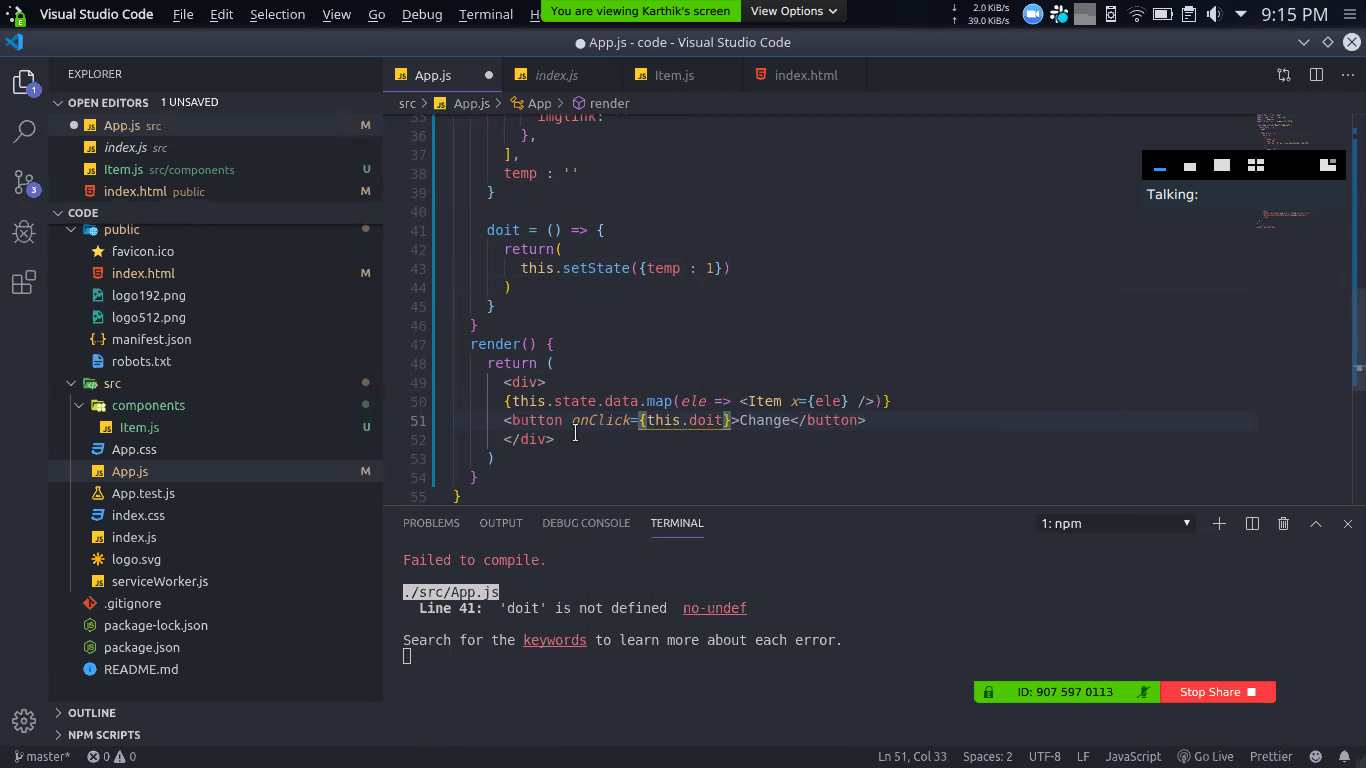 Visual Studio Code File Edit Selection View Go Debug Terminal
You are viewing Karthik's screen View Options
2.0 KiB/s
39.0 KiB/s
9:15 PM
● App.js - code - Visual Studio Code
EXPLORER
App.js
index.js
Item.js
index.html
OPEN EDITORS 1 UNSAVED
App.js src M
index.js src
Item.js src/components U
index.html public M
CODE
public
favicon.ico
index.html M
logo192.png
logo512.png
manifest.json
robots.txt
src
components
Item.js U
App.css
App.js M
App.test.js
index.css
index.js
logo.svg
serviceWorker.js
.gitignore
package-lock.json
package.json
README.md
OUTLINE
NPM SCRIPTS
src > App.js > App > render
35 imglink: ''
36 },
37 ],
38 temp : ''
39 }
40
41 doit = () => {
42 return(
43 this.setState({temp : 1})
44 )
45 }
46 }
47 render() {
48 return (
49 <div>
50 {this.state.data.map(ele => <Item x={ele} />)}
51 <button onClick={this.doit}>Change</button>
52 </div>
53 )
54 }
55 }
Talking:
PROBLEMS OUTPUT DEBUG CONSOLE TERMINAL 1: npm
Failed to compile.
./src/App.js
Line 41: 'doit' is not defined no-undef
Search for the keywords to learn more about each error.
ID: 907 597 0113 Stop Share
master* 0 0 Ln 51, Col 33 Spaces: 2 UTF-8 LF JavaScript Go Live Prettier